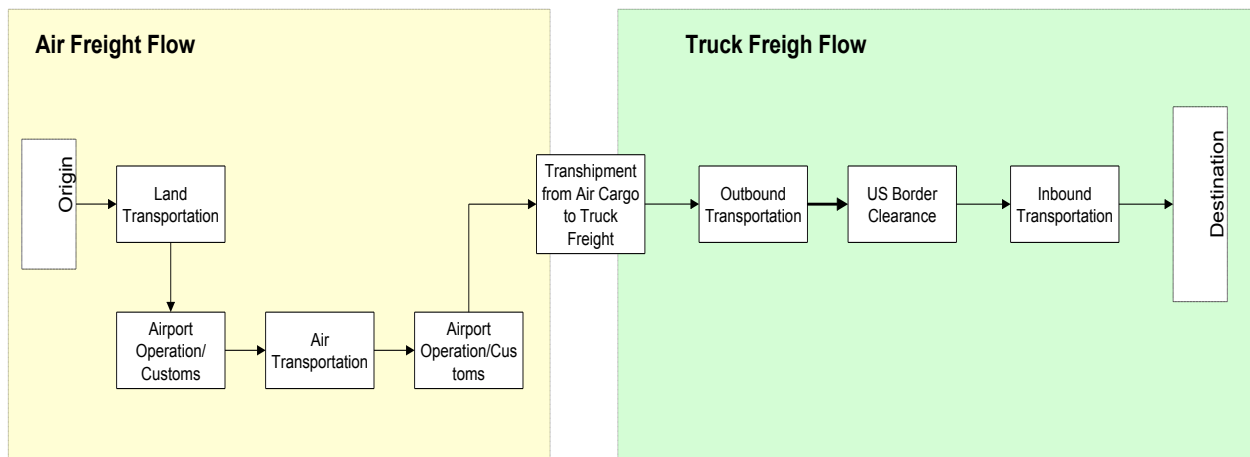 Air Freight Flow
Truck Freigh Flow
Origin
Land
Transportation
Airport
Operation/
Customs
Air
Transportation
Airport
Operation/Cus
toms
Transhipment
from Air Cargo
to Truck
Freight
Outbound
Transportation
US Border
Clearance
Inbound
Transportation
Destination